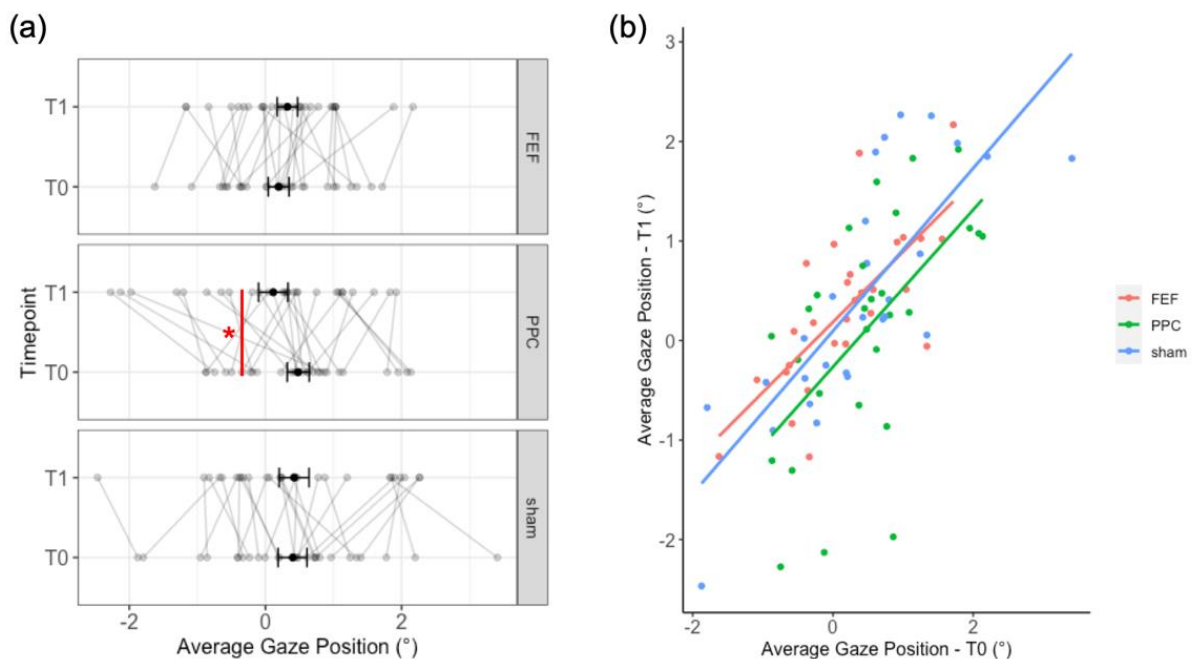 (a)
T1
T0
FEF
T1
*
T0
PPC
T1
T0
sham
Timepoint
-2
0
2
Average Gaze Position (°)
(b)
3
2
1
0
-1
-2
Average Gaze Position - T1 (°)
-2
0
2
Average Gaze Position - T0 (°)
FEF
PPC
sham